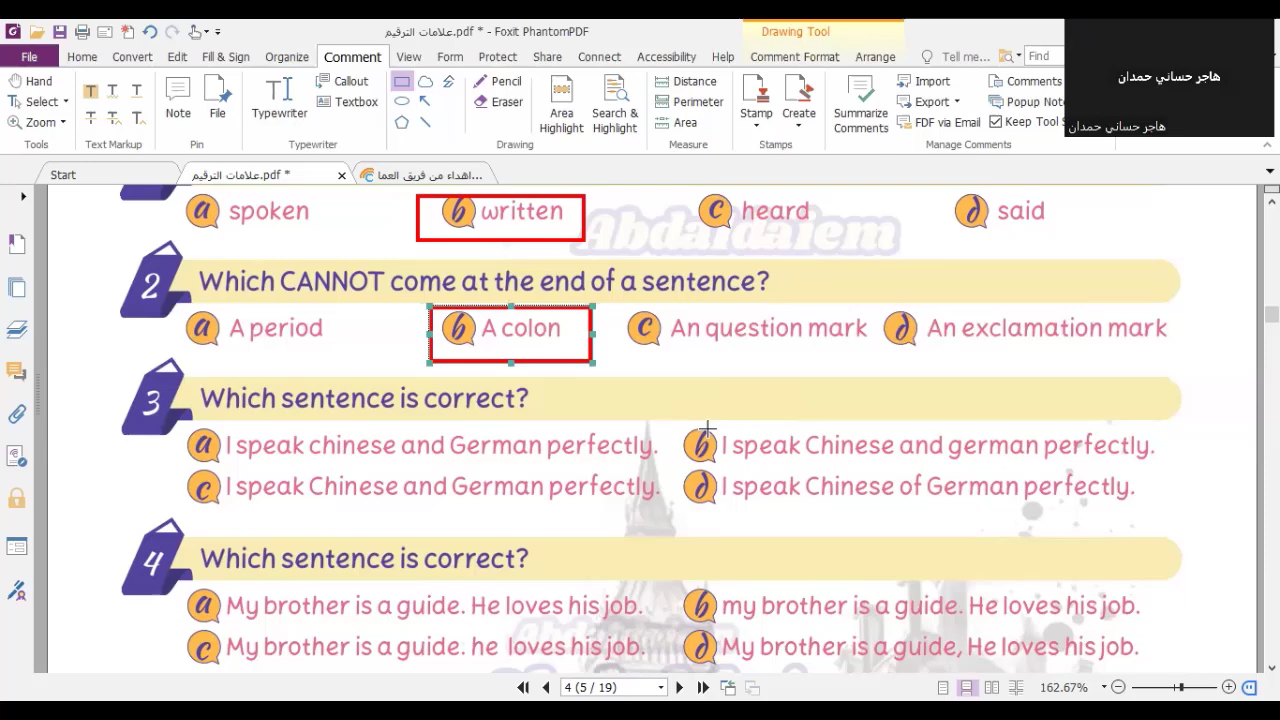 علامات الترقيم.pdf * - Foxit PhantomPDF
Drawing Tool
File Home Convert Edit Fill & Sign Organize Comment View Form Protect Share Connect Accessibility Help Comment Format Arrange Tell me... Find
Hand
Select
Zoom
Tools
Text Markup
Note
File
Pin
Typewriter
Callout
Textbox
Typewriter
Pencil
Eraser
Area Highlight
Search & Highlight
Drawing
Distance
Perimeter
Area
Measure
Stamp
Create
Stamps
Summarize Comments
Import
Export
FDF via Email
Comments
Popup Note
Keep Tool S
Manage Comments
هاجر حساني حمدان
هاجر حساني حمدان
Start
علامات الترقيم.pdf *
اهداء من فريق العما...
a spoken b written c heard d said
Abdaldaiem
2 Which CANNOT come at the end of a sentence?
a A period b A colon c An question mark d An exclamation mark
3 Which sentence is correct?
a I speak chinese and German perfectly. b I speak Chinese and german perfectly.
c I speak Chinese and German perfectly. d I speak Chinese of German perfectly.
4 Which sentence is correct?
a My brother is a guide. He loves his job. b my brother is a guide. He loves his job.
c My brother is a guide. he loves his job. d My brother is a guide, He loves his job.
4 (5 / 19)
162.67%